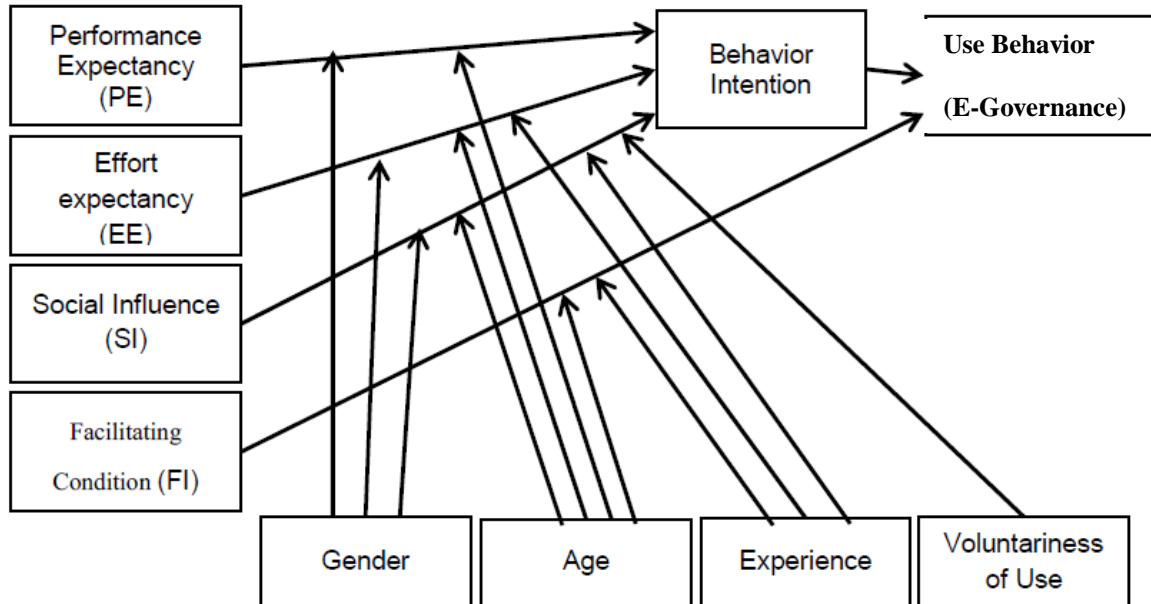 Performance
Expectancy
(PE)
Effort
expectancy
(EE)
Social Influence
(SI)
Facilitating
Condition (FI)
Behavior
Intention
Use Behavior
(E-Governance)
Gender
Age
Experience
Voluntariness
of Use